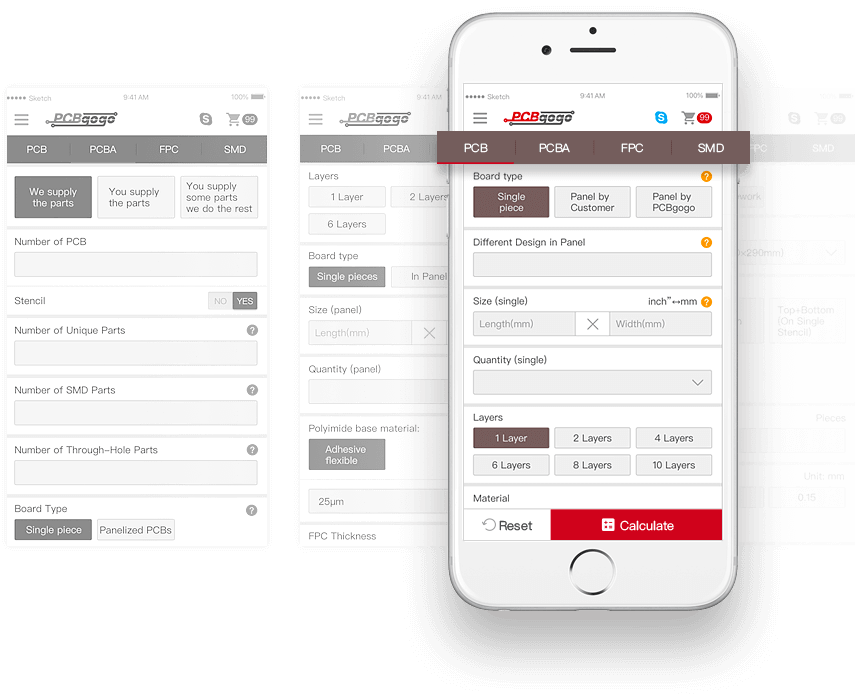 Sketch
9:41 AM
100%
PCBgogo
99
PCB
PCBA
FPC
SMD
We supply
the parts
You supply
the parts
You supply
some parts
we do the rest
Number of PCB
Stencil
NO
YES
Number of Unique Parts
?
Number of SMD Parts
?
Number of Through-Hole Parts
?
Board Type
?
Single piece
Panelized PCBs
Sketch
9:41 AM
PCBgogo
PCB
PCBA
Layers
1 Layer
2 Layers
6 Layers
Board type
Single pieces
In Panel
Size (panel)
Length(mm)
Quantity (panel)
Polyimide base material:
Adhesive
flexible
25μm
FPC Thickness
Sketch
9:41 AM
100%
PCBgogo
99
PCB
PCBA
FPC
SMD
Board type
?
Single
piece
Panel by
Customer
Panel by
PCBgogo
Different Design in Panel
?
Size (single)
inch"↔mm
?
Length(mm)
Width(mm)
Quantity (single)
Layers
1 Layer
2 Layers
4 Layers
6 Layers
8 Layers
10 Layers
Material
Reset
Calculate
PC
SMD
×290mm)
Top+Bottom
(On Single
Stencil)
Pieces
Unit: mm
0.15